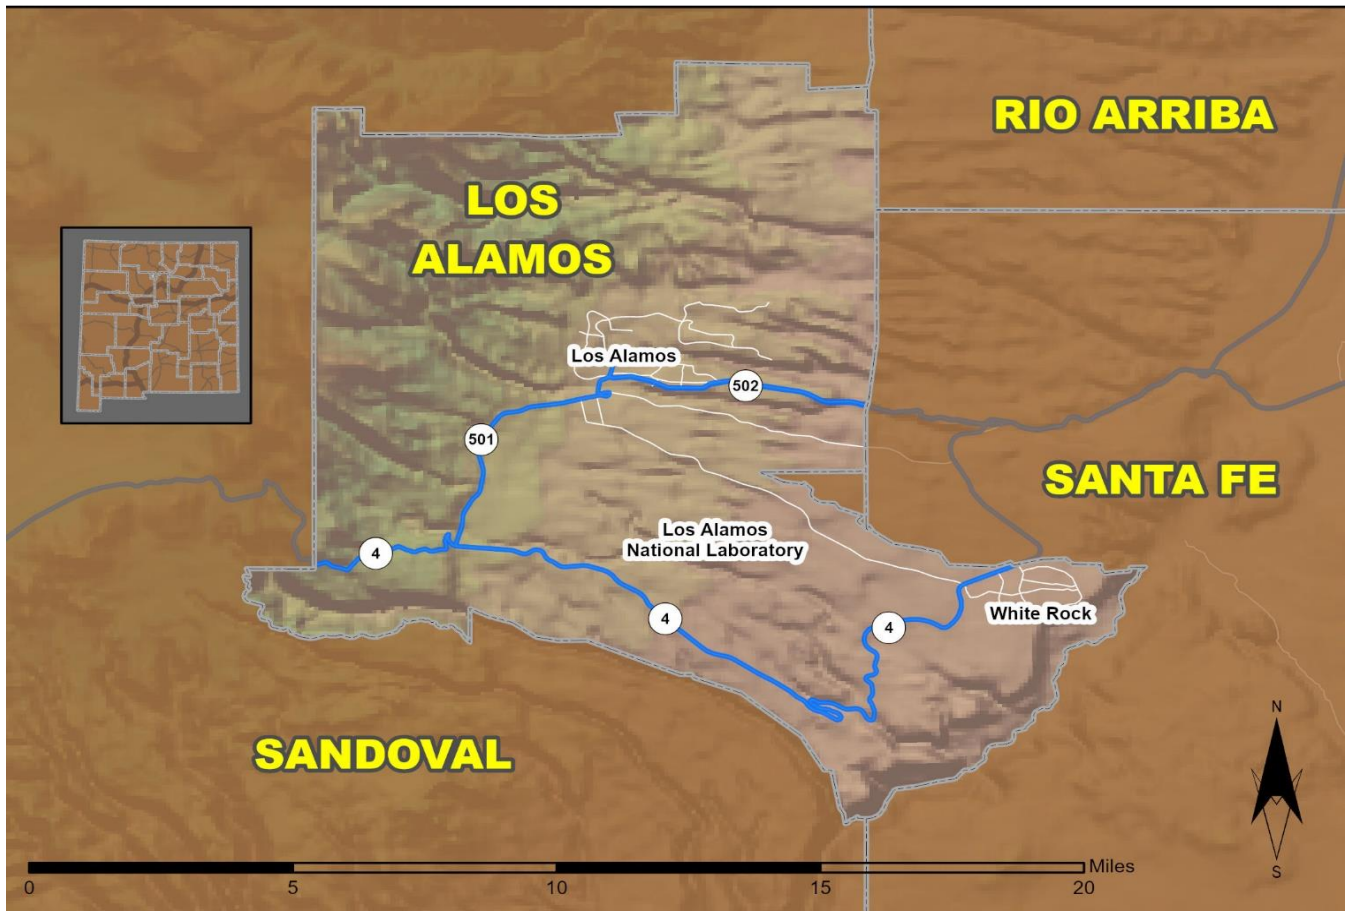 RIO ARRIBA
LOS
ALAMOS
Los Alamos
502
501
SANTA FE
Los Alamos
National Laboratory
4
4
4
White Rock
SANDOVAL
N
S
Miles
0
5
10
15
20